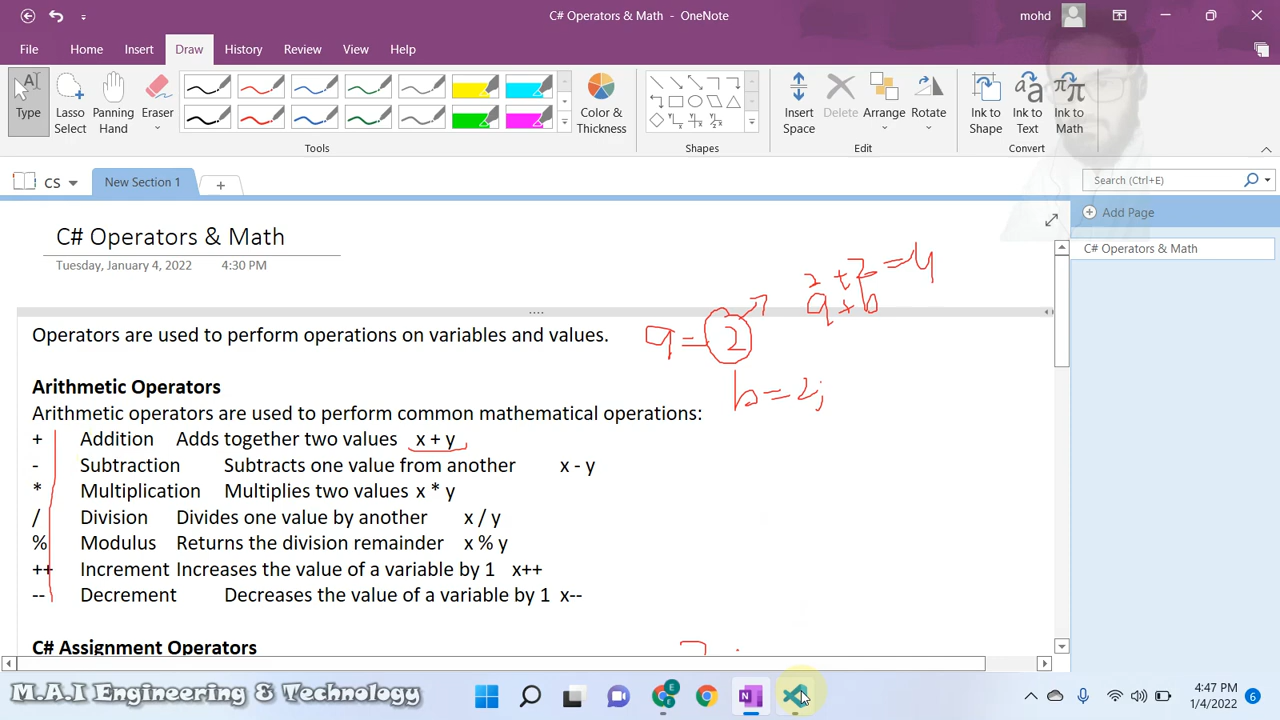 C# Operators & Math - OneNote
mohd
File Home Insert Draw History Review View Help
Type
Lasso Select
Panning Hand
Eraser
Color & Thickness
Insert Space
Delete
Arrange
Rotate
Ink to Shape
Ink to Text
Ink to Math
Tools
Shapes
Edit
Convert
CS
New Section 1
Search (Ctrl+E)
Add Page
C# Operators & Math
C# Operators & Math
Tuesday, January 4, 2022 4:30 PM
2 + 2 = 4
a + b
Operators are used to perform operations on variables and values.
a = 2
b = 2;
Arithmetic Operators
Arithmetic operators are used to perform common mathematical operations:
+ Addition Adds together two values x + y
- Subtraction Subtracts one value from another x - y
* Multiplication Multiplies two values x * y
/ Division Divides one value by another x / y
% Modulus Returns the division remainder x % y
++ Increment Increases the value of a variable by 1 x++
-- Decrement Decreases the value of a variable by 1 x--
C# Assignment Operators
M.A.I Engineering & Technology
4:47 PM
1/4/2022
6